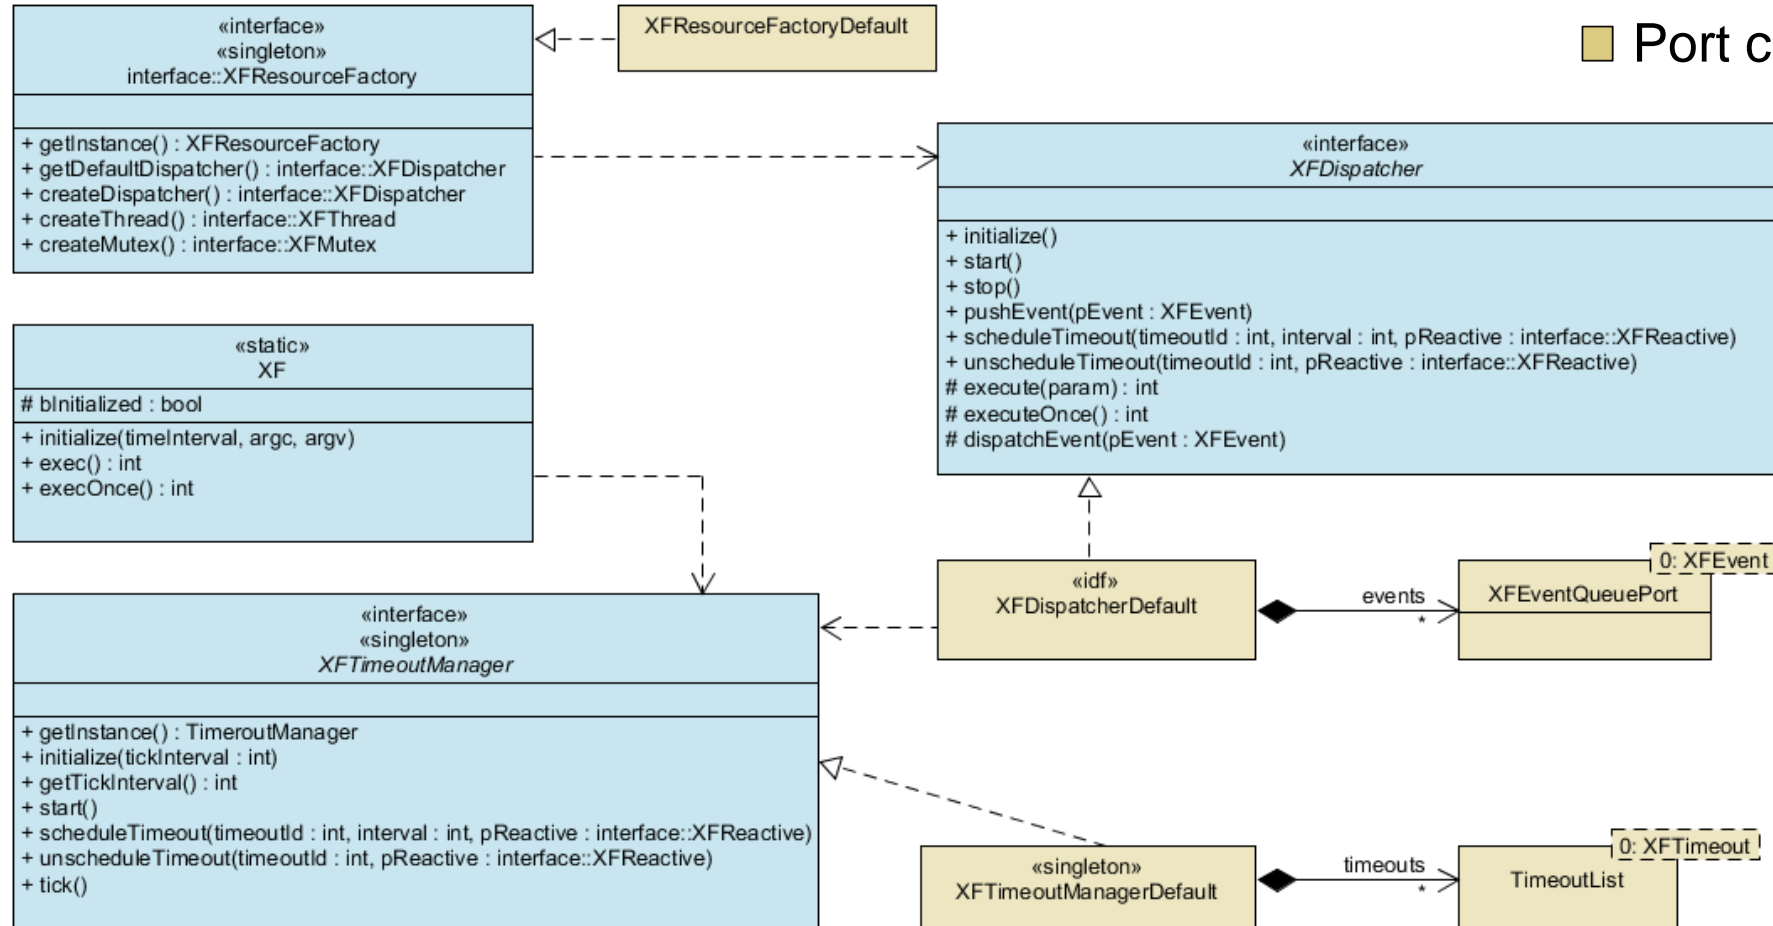 «interface»
«singleton»
interface::XFResourceFactory
+ getInstance() : XFResourceFactory
+ getDefaultDispatcher() : interface::XFDispatcher
+ createDispatcher() : interface::XFDispatcher
+ createThread() : interface::XFThread
+ createMutex() : interface::XFMutex
XFResourceFactoryDefault
Port c
«interface»
XFDispatcher
+ initialize()
+ start()
+ stop()
+ pushEvent(pEvent : XFEvent)
+ scheduleTimeout(timeoutId : int, interval : int, pReactive : interface::XFReactive)
+ unscheduleTimeout(timeoutId : int, pReactive : interface::XFReactive)
# execute(param) : int
# executeOnce() : int
# dispatchEvent(pEvent : XFEvent)
«static»
XF
# bInitialized : bool
+ initialize(timeInterval, argc, argv)
+ exec() : int
+ execOnce() : int
«idf»
XFDispatcherDefault
events
*
0: XFEvent
XFEventQueuePort
«interface»
«singleton»
XFTimeoutManager
+ getInstance() : TimeroutManager
+ initialize(tickInterval : int)
+ getTickInterval() : int
+ start()
+ scheduleTimeout(timeoutId : int, interval : int, pReactive : interface::XFReactive)
+ unscheduleTimeout(timeoutId : int, pReactive : interface::XFReactive)
+ tick()
«singleton»
XFTimeoutManagerDefault
timeouts
*
0: XFTimeout
TimeoutList